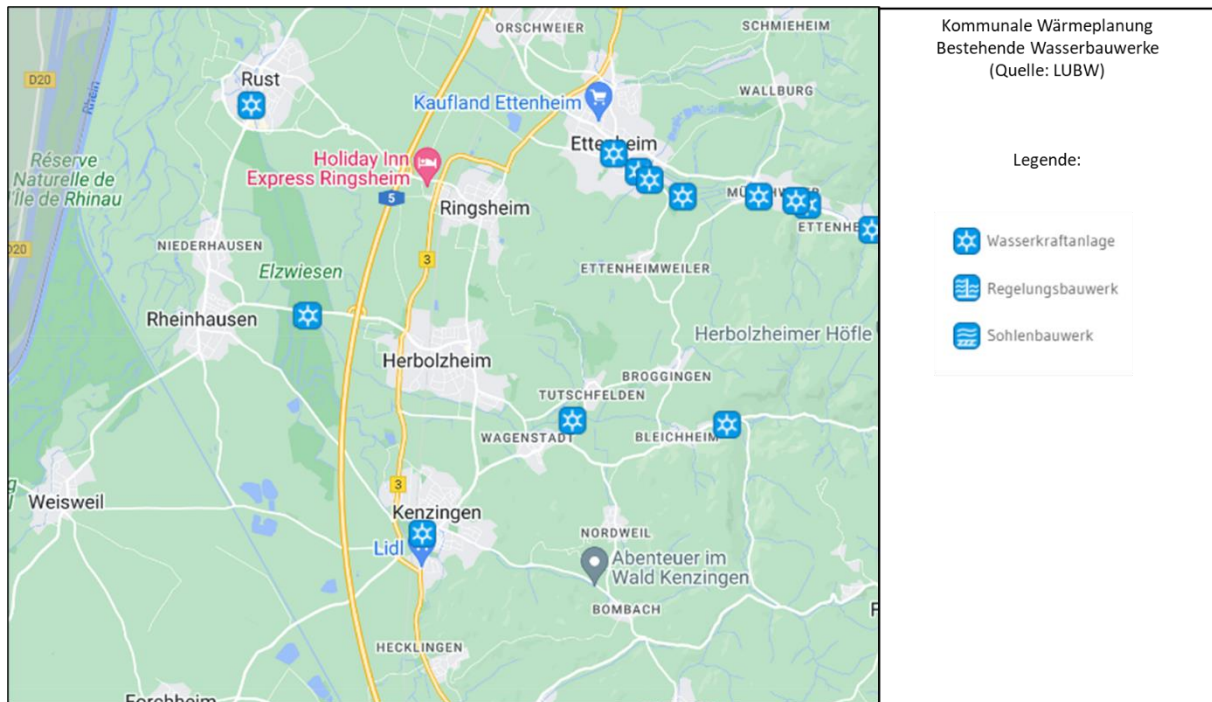 ORSCHWEIER
SCHMIEHEIM
D20
Rhein
Rust
Kaufland Ettenheim
WALLBURG
Réserve
Naturelle de
l'Île de Rhinau
Holiday Inn
Express Ringsheim
5
Ringsheim
D20
NIEDERHAUSEN
Elzwiesen
3
ETTENHEIMWEILER
Rheinhausen
Herbolzheim
Herbolzheimer Höfle
BROGGINGEN
TUTSCHFELDEN
WAGENSTADT
BLEICHHEIM
Weisweil
3
Kenzingen
Lidl
NORDWEIL
Abenteuer im
Wald Kenzingen
BOMBACH
HECKLINGEN
Kommunale Wärmeplanung
Bestehende Wasserbauwerke
(Quelle: LUBW)
Legende:
Wasserkraftanlage
Regelungsbauwerk
Sohlenbauwerk